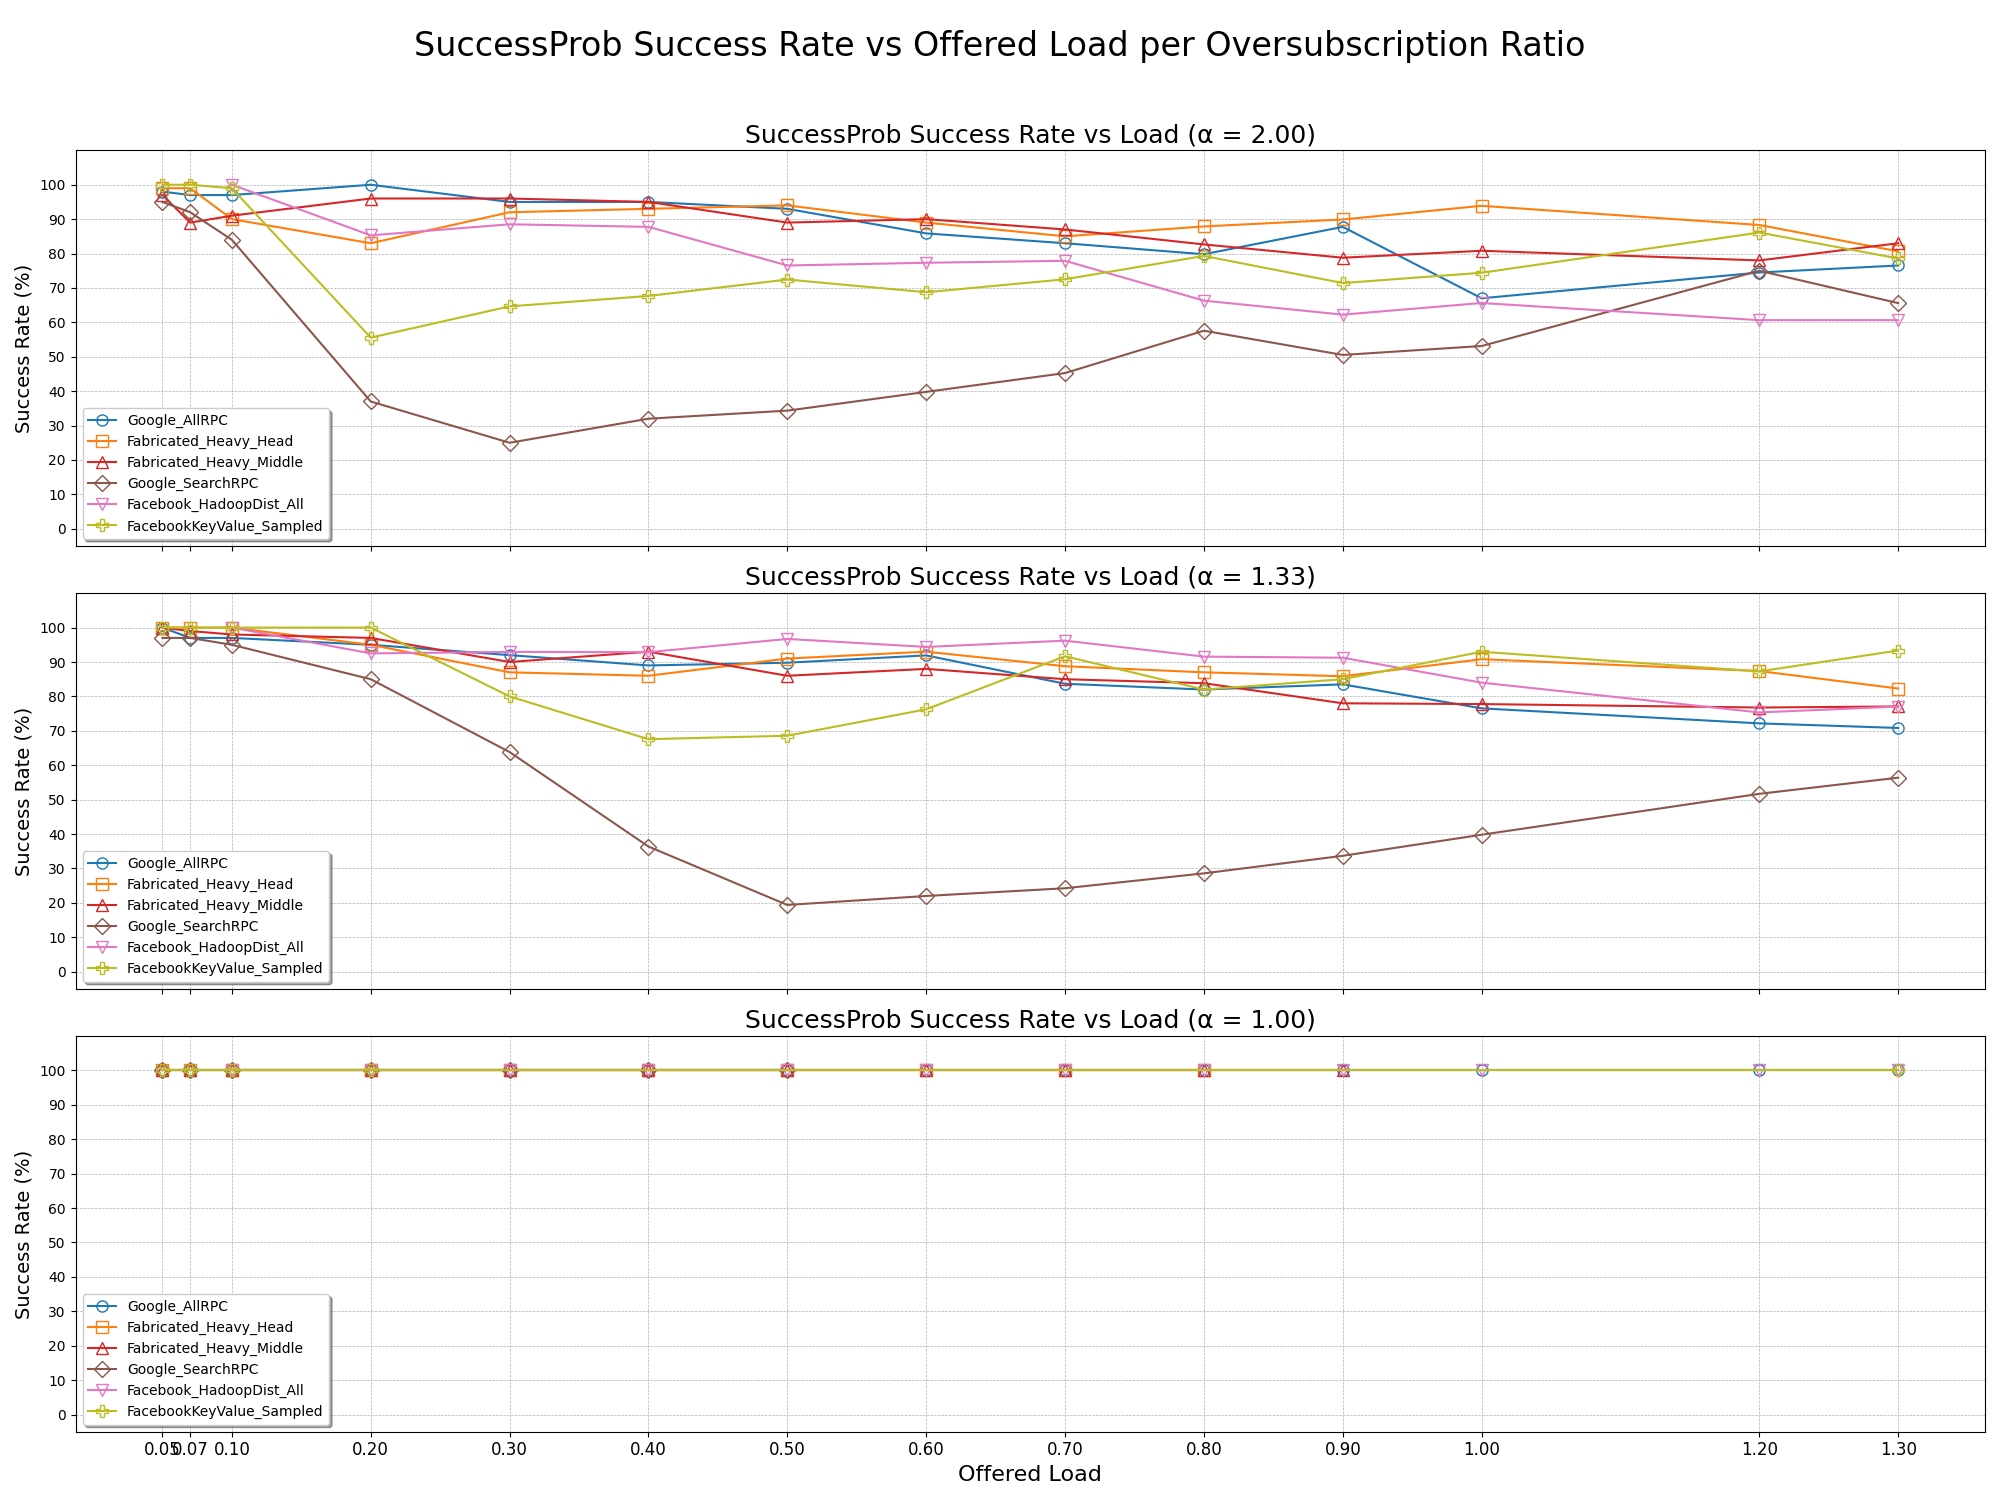 SuccessProb Success Rate vs Offered Load per Oversubscription Ratio
SuccessProb Success Rate vs Load (α = 2.00)
Success Rate (%)
100
90
80
70
60
50
40
30
20
10
0
Google_AllRPC
Fabricated_Heavy_Head
Fabricated_Heavy_Middle
Google_SearchRPC
Facebook_HadoopDist_All
FacebookKeyValue_Sampled
SuccessProb Success Rate vs Load (α = 1.33)
Success Rate (%)
100
90
80
70
60
50
40
30
20
10
0
Google_AllRPC
Fabricated_Heavy_Head
Fabricated_Heavy_Middle
Google_SearchRPC
Facebook_HadoopDist_All
FacebookKeyValue_Sampled
SuccessProb Success Rate vs Load (α = 1.00)
Success Rate (%)
100
90
80
70
60
50
40
30
20
10
0
Google_AllRPC
Fabricated_Heavy_Head
Fabricated_Heavy_Middle
Google_SearchRPC
Facebook_HadoopDist_All
FacebookKeyValue_Sampled
0.05 0.07 0.10 0.20 0.30 0.40 0.50 0.60 0.70 0.80 0.90 1.00 1.20 1.30
Offered Load